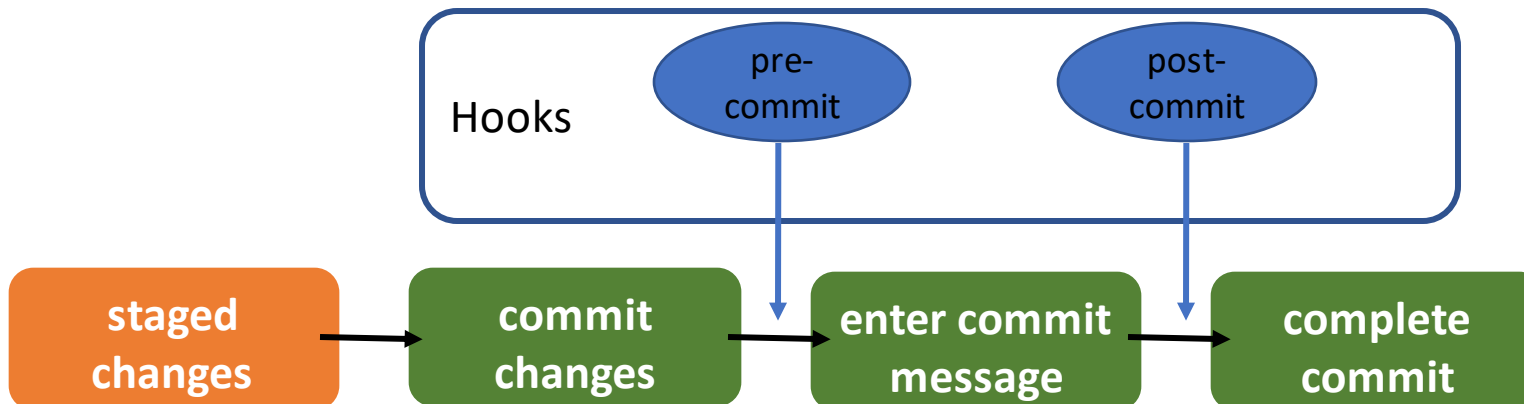 pre-
commit
post-
commit
Hooks
staged
changes
commit
changes
enter commit
message
complete
commit